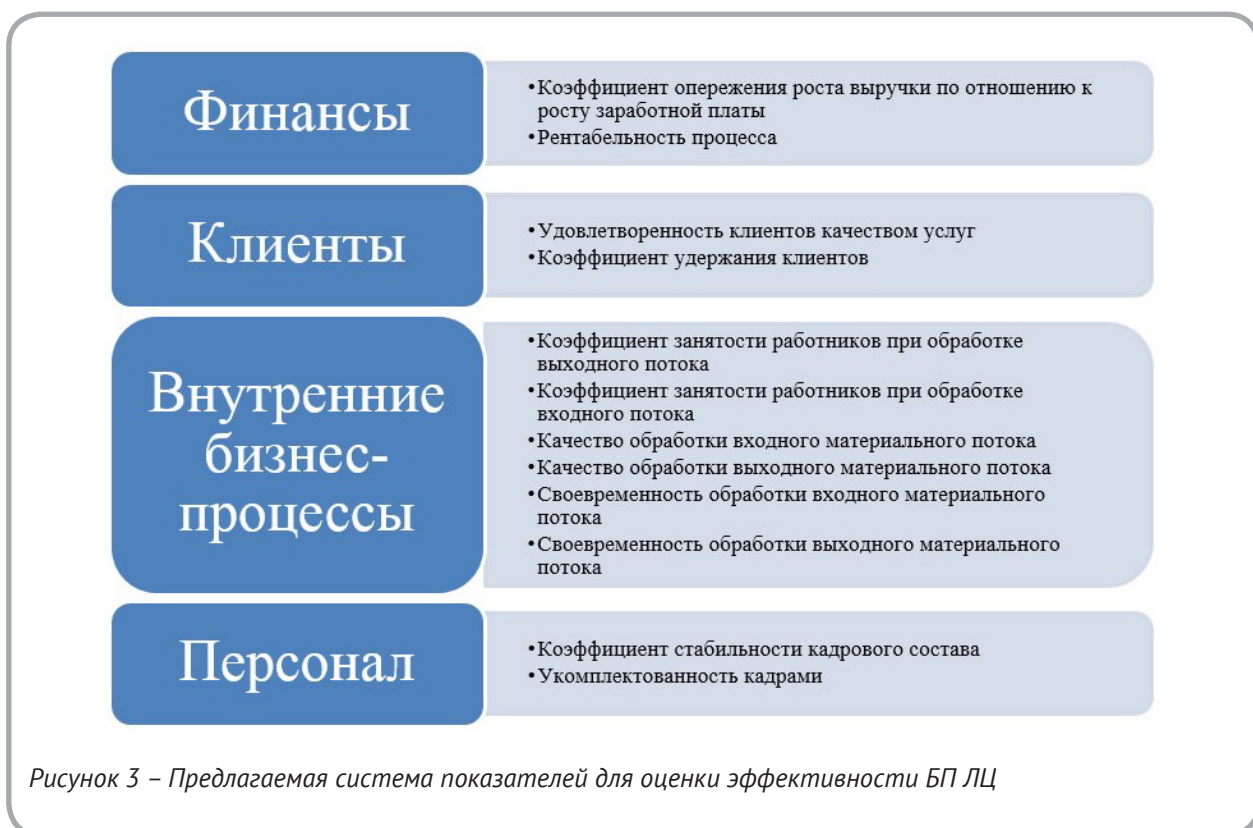 Финансы
•Коэффициент опережения роста выручки по отношению к
росту заработной платы
•Рентабельность процесса
Клиенты
•Удовлетворенность клиентов качеством услуг
•Коэффициент удержания клиентов
Внутренние
бизнес-
процессы
•Коэффициент занятости работников при обработке
выходного потока
•Коэффициент занятости работников при обработке
входного потока
•Качество обработки входного материального потока
•Качество обработки выходного материального потока
•Своевременность обработки входного материального
потока
•Своевременность обработки выходного материального
потока
Персонал
•Коэффициент стабильности кадрового состава
•Укомплектованность кадрами
Рисунок 3 – Предлагаемая система показателей для оценки эффективности БП ЛЦ